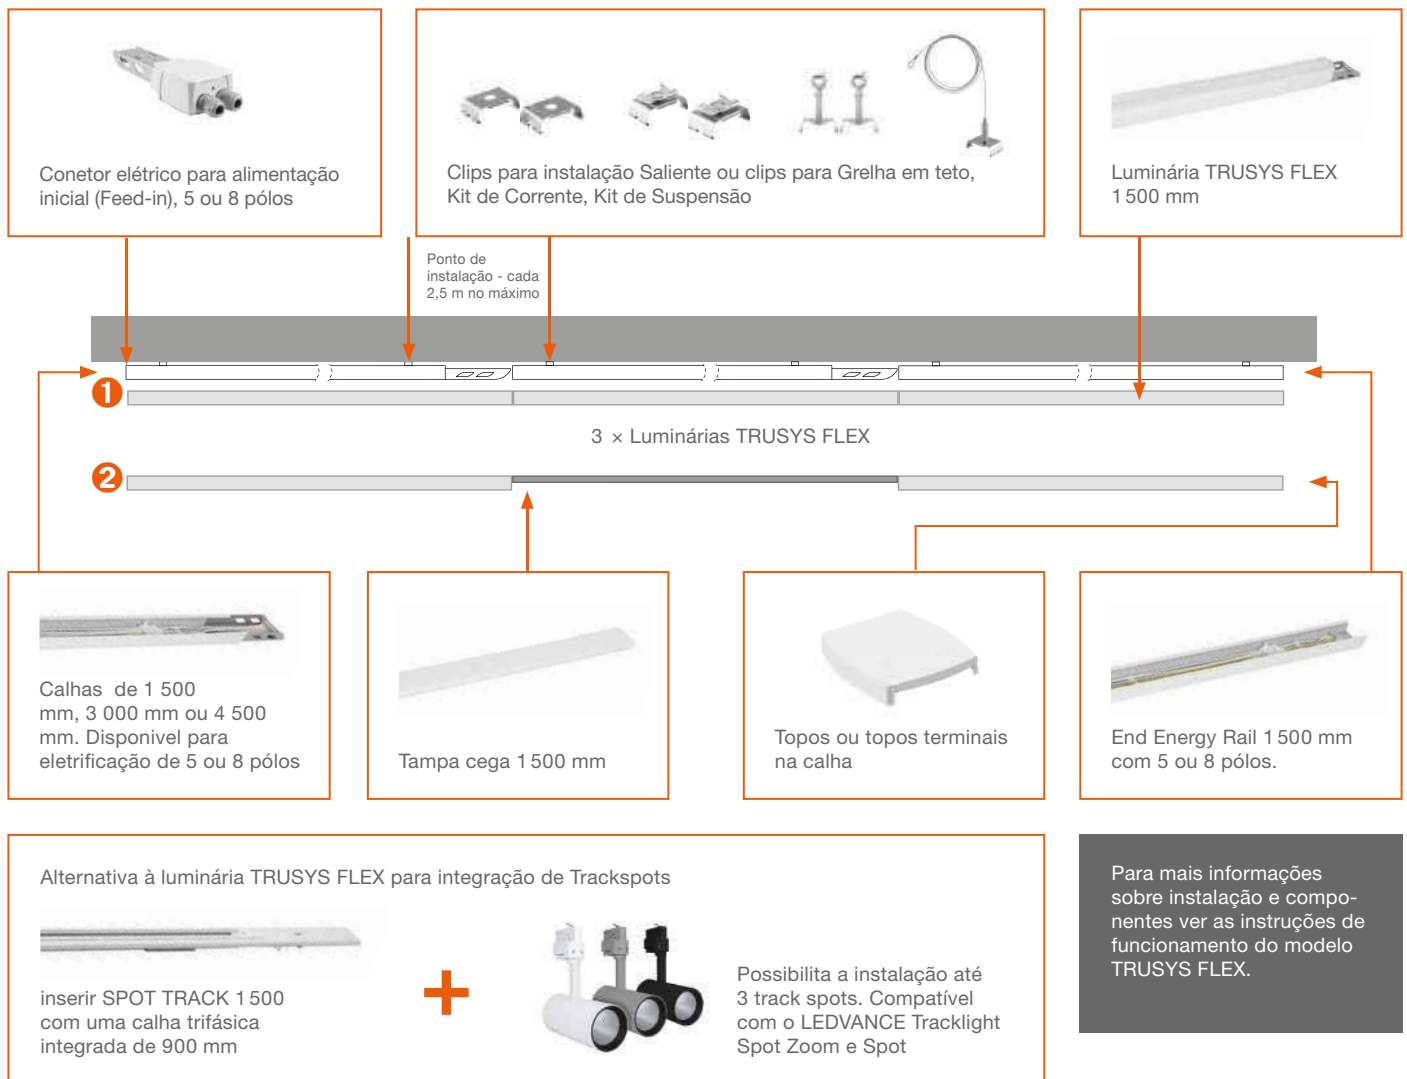 Conetor elétrico para alimentação
inicial (Feed-in), 5 ou 8 pólos
Clips para instalação Saliente ou clips para Grelha em teto,
Kit de Corrente, Kit de Suspensão
Luminária TRUSYS FLEX
1 500 mm
Ponto de
instalação - cada
2,5 m no máximo
1
3 × Luminárias TRUSYS FLEX
2
Calhas de 1 500
mm, 3 000 mm ou 4 500
mm. Disponivel para
eletrificação de 5 ou 8 pólos
Tampa cega 1 500 mm
Topos ou topos terminais
na calha
End Energy Rail 1 500 mm
com 5 ou 8 pólos.
Alternativa à luminária TRUSYS FLEX para integração de Trackspots
inserir SPOT TRACK 1 500
com uma calha trifásica
integrada de 900 mm
+
Possibilita a instalação até
3 track spots. Compatível
com o LEDVANCE Tracklight
Spot Zoom e Spot
Para mais informações
sobre instalação e compo-
nentes ver as instruções de
funcionamento do modelo
TRUSYS FLEX.